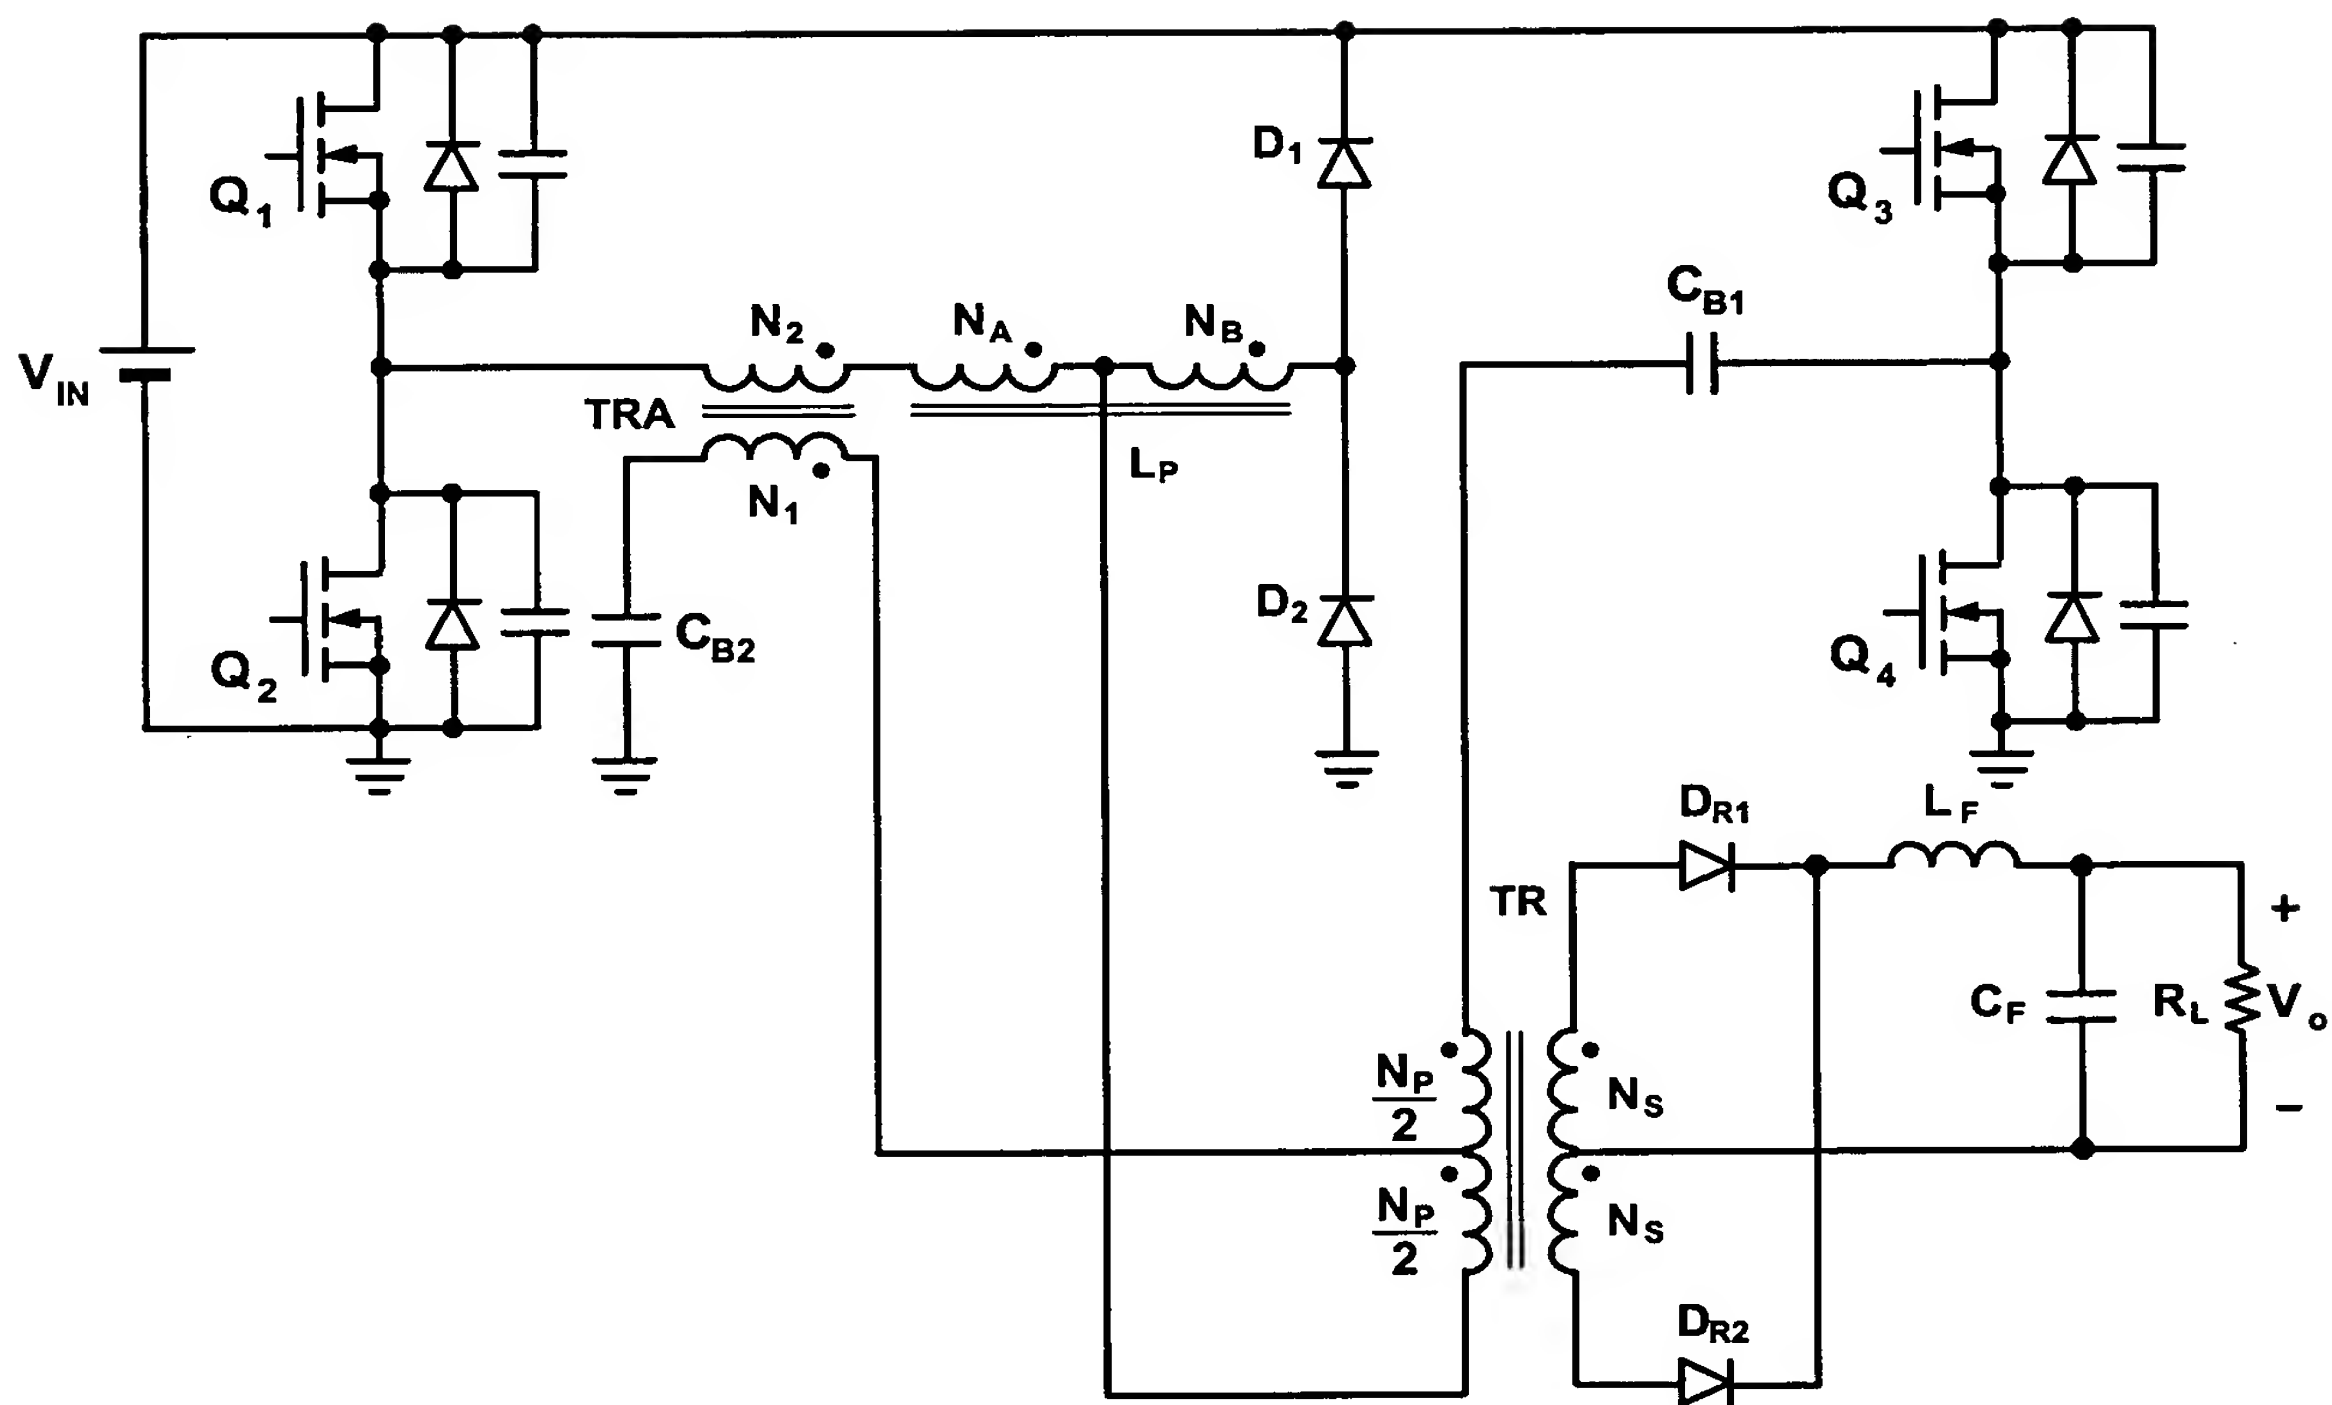 D1
Q1
Q3
CB1
N2
NA
NB
VIN
TRA
LP
N1
D2
CB2
Q2
Q4
DR1
LF
TR
+
CF
RL
Vo
NP
2
NS
−
NP
2
NS
DR2